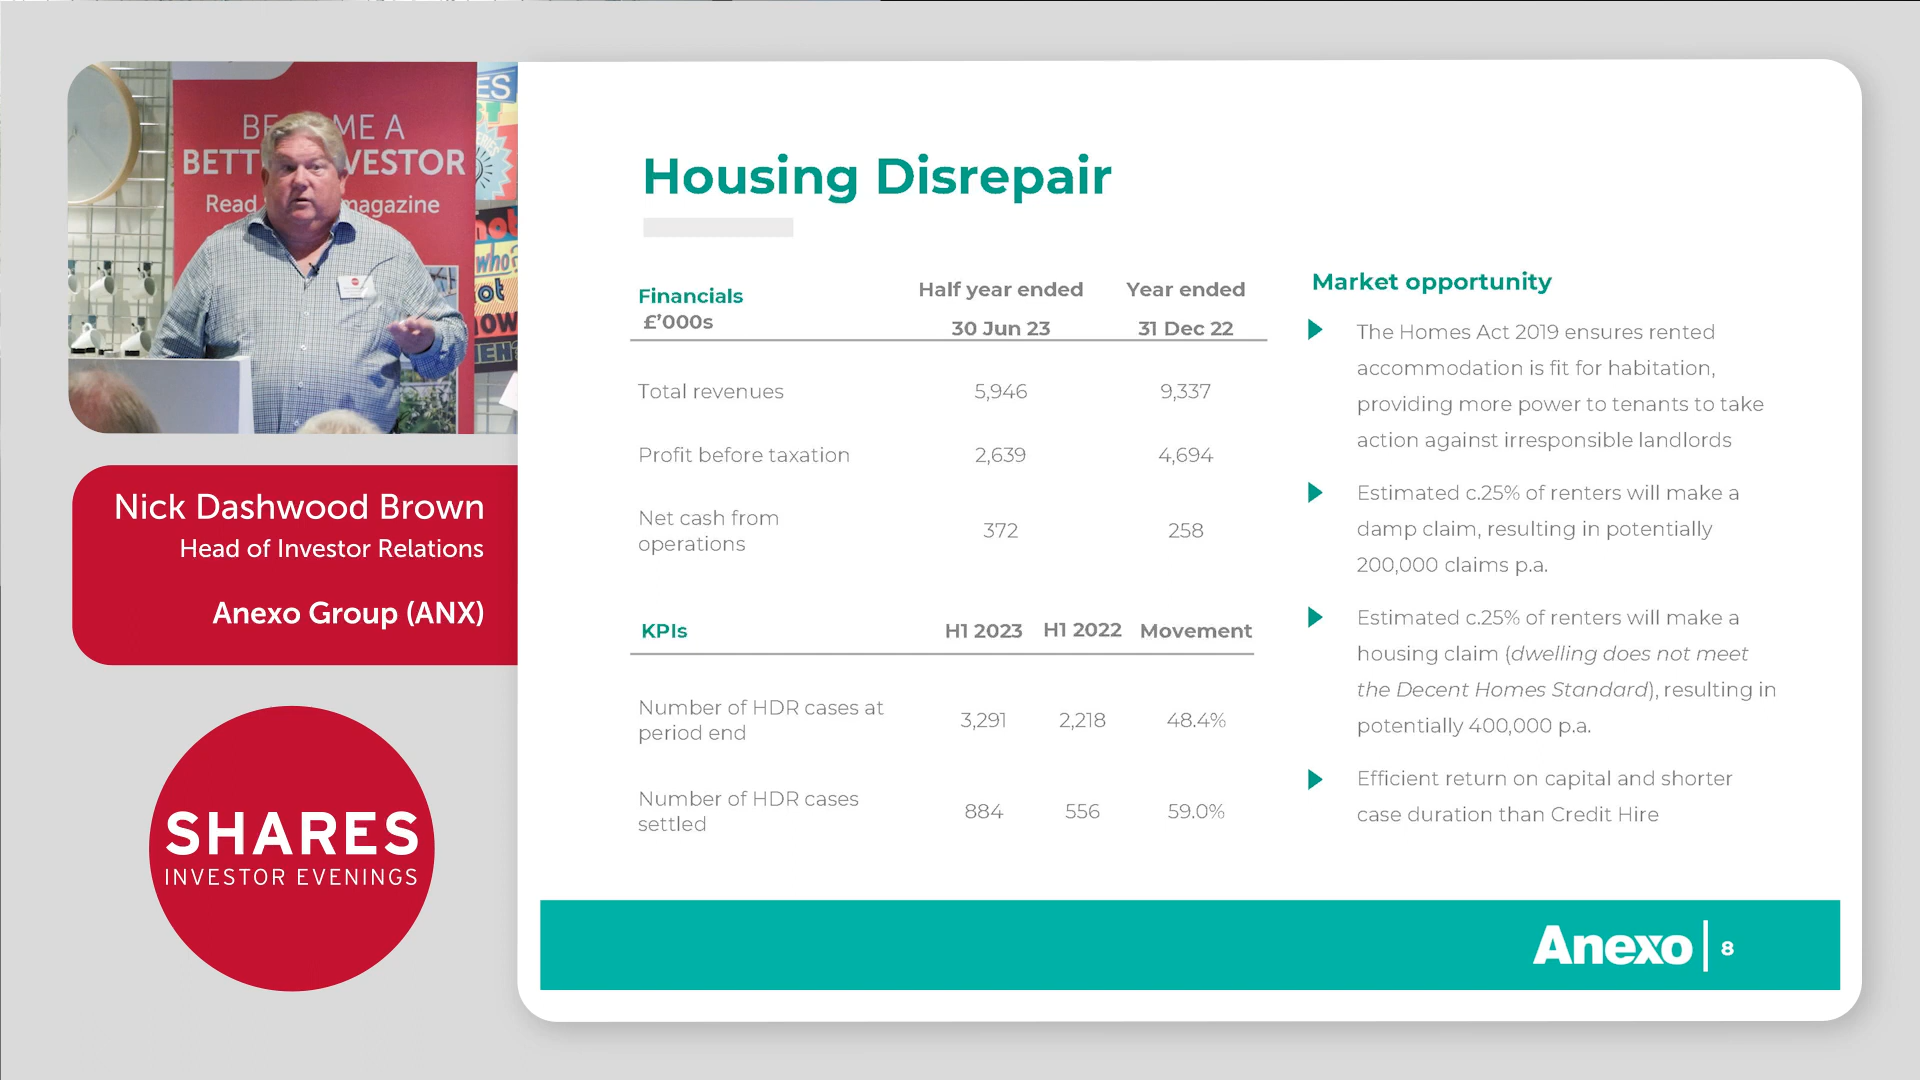 BE ME A
BETT VESTOR
Read magazine
ES
hot
who?
ot
Nick Dashwood Brown
Head of Investor Relations
Anexo Group (ANX)
SHARES
INVESTOR EVENINGS
Housing Disrepair
Financials Half year ended Year ended
£'000s 30 Jun 23 31 Dec 22
Total revenues 5,946 9,337
Profit before taxation 2,639 4,694
Net cash from
operations 372 258
KPIs H1 2023 H1 2022 Movement
Number of HDR cases at
period end 3,291 2,218 48.4%
Number of HDR cases
settled 884 556 59.0%
Market opportunity
The Homes Act 2019 ensures rented
accommodation is fit for habitation,
providing more power to tenants to take
action against irresponsible landlords
Estimated c.25% of renters will make a
damp claim, resulting in potentially
200,000 claims p.a.
Estimated c.25% of renters will make a
housing claim (dwelling does not meet
the Decent Homes Standard), resulting in
potentially 400,000 p.a.
Efficient return on capital and shorter
case duration than Credit Hire
Anexo | 8